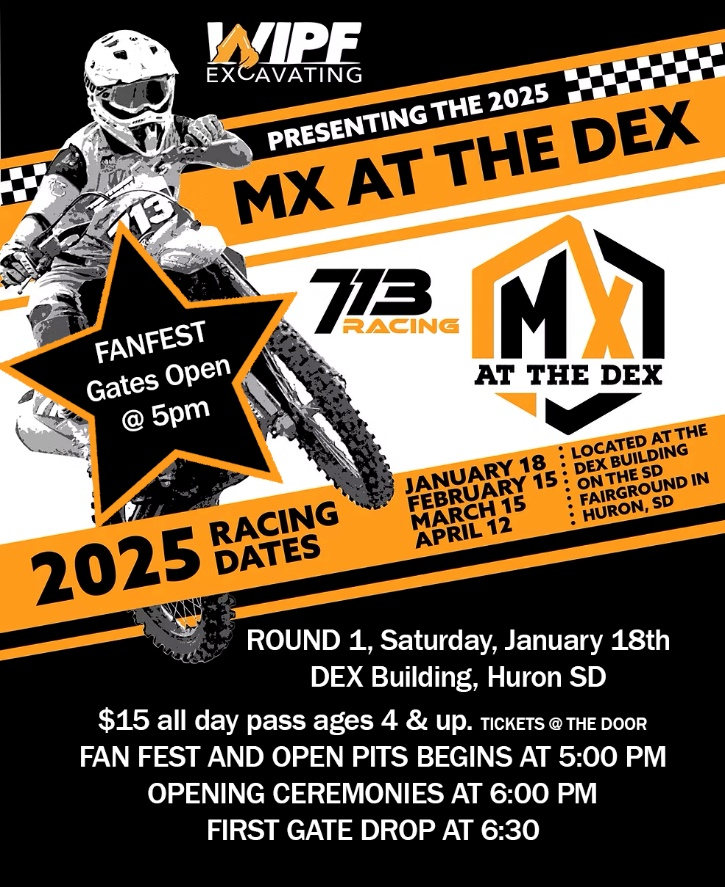 WIPF
EXCAVATING
PRESENTING THE 2025
MX AT THE DEX
713
713
RACING
MX
AT THE DEX
FANFEST
Gates Open
@ 5pm
2025 RACING
DATES
JANUARY 18
FEBRUARY 15
MARCH 15
APRIL 12
LOCATED AT THE
DEX BUILDING
ON THE SD
FAIRGROUND IN
HURON, SD
ROUND 1, Saturday, January 18th
DEX Building, Huron SD
$15 all day pass ages 4 & up. TICKETS @ THE DOOR
FAN FEST AND OPEN PITS BEGINS AT 5:00 PM
OPENING CEREMONIES AT 6:00 PM
FIRST GATE DROP AT 6:30